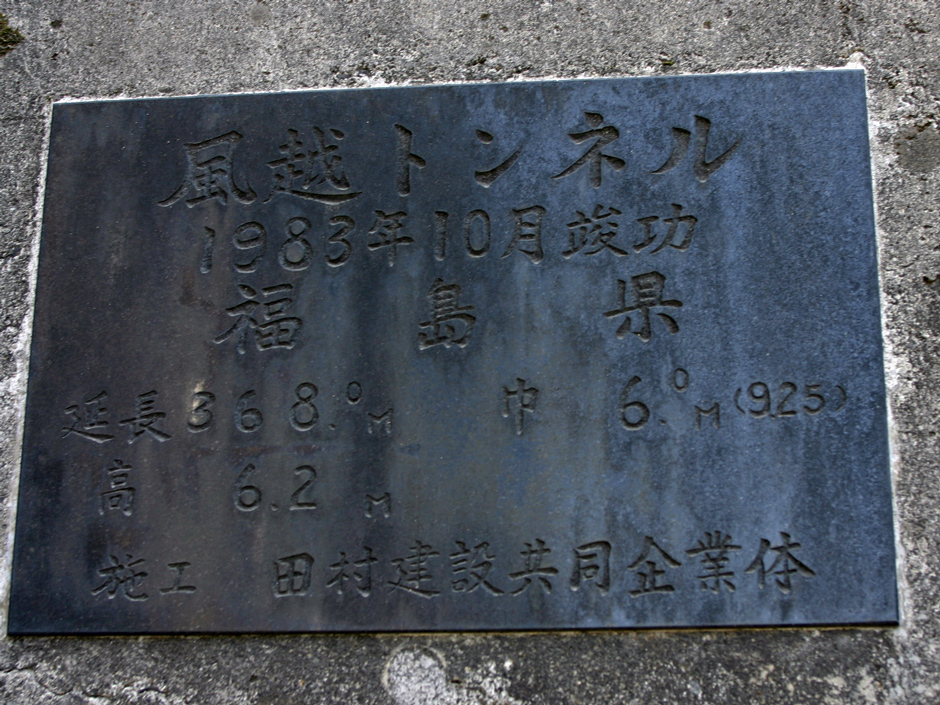 風越トンネル
1983年10月竣功
福島県
延長368.0M 巾6.0M(9.25)
高 6.2M
施工 田村建設共同企業体